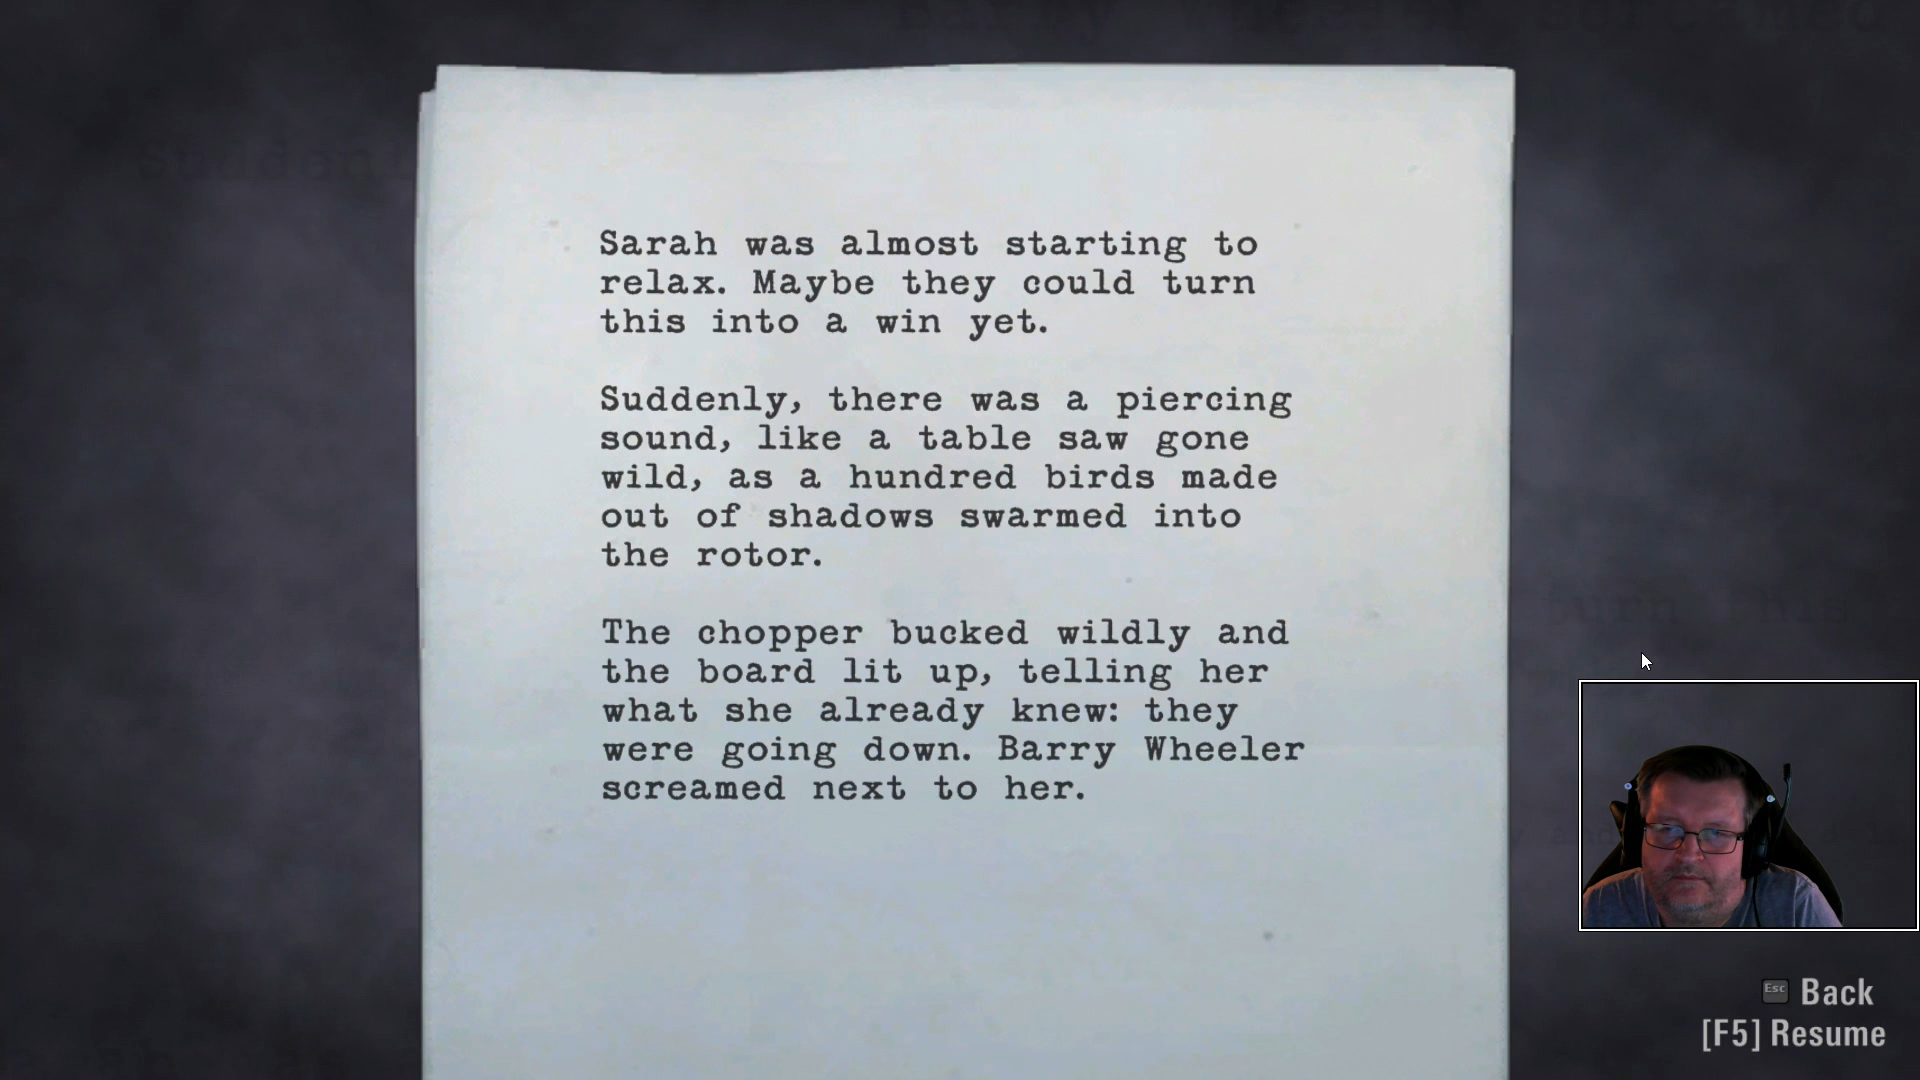 Sarah was almost starting to
relax. Maybe they could turn
this into a win yet.
Suddenly, there was a piercing
sound, like a table saw gone
wild, as a hundred birds made
out of shadows swarmed into
the rotor.
The chopper bucked wildly and
the board lit up, telling her
what she already knew: they
were going down. Barry Wheeler
screamed next to her.
turn this
Esc Back
[F5] Resume